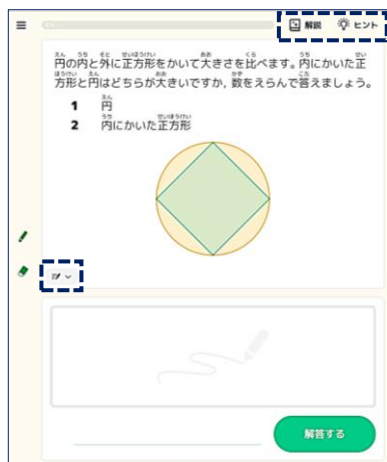 解説 ヒント
円の内と外に正方形をかいて大きさを比べます。内にかいた正
方形と円はどちらが大きいですか，数をえらんで答えましょう。
1 円
2 内にかいた正方形
解答する